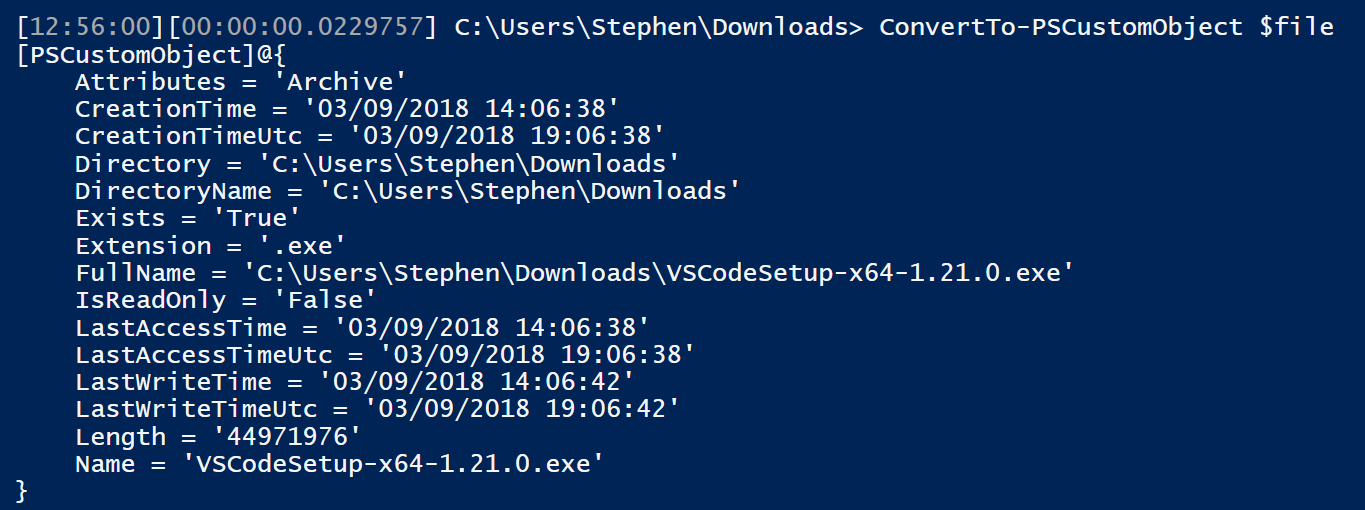 [12:56:00][00:00:00.0229757] C:\Users\Stephen\Downloads> ConvertTo-PSCustomObject $file
[PSCustomObject]@{
    Attributes = 'Archive'
    CreationTime = '03/09/2018 14:06:38'
    CreationTimeUtc = '03/09/2018 19:06:38'
    Directory = 'C:\Users\Stephen\Downloads'
    DirectoryName = 'C:\Users\Stephen\Downloads'
    Exists = 'True'
    Extension = '.exe'
    FullName = 'C:\Users\Stephen\Downloads\VSCodeSetup-x64-1.21.0.exe'
    IsReadOnly = 'False'
    LastAccessTime = '03/09/2018 14:06:38'
    LastAccessTimeUtc = '03/09/2018 19:06:38'
    LastWriteTime = '03/09/2018 14:06:42'
    LastWriteTimeUtc = '03/09/2018 19:06:42'
    Length = '44971976'
    Name = 'VSCodeSetup-x64-1.21.0.exe'
}